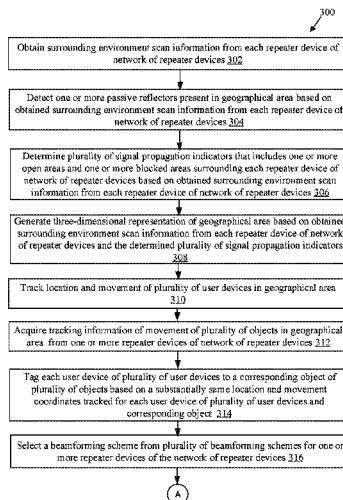 300
Obtain surrounding environment scan information from each repeater device of
network of repeater devices 302
Detect one or more passive reflectors present in geographical area based on
obtained surrounding environment scan information from each repeater device of
network of repeater devices 304
Determine plurality of signal propagation indicators that includes one or more
open areas and one or more blocked areas surrounding each repeater device of
network of repeater devices based on obtained surrounding environment scan
information from each repeater device of network of repeater devices 306
Generate three-dimensional representation of geographical area based on obtained
surrounding environment scan information from each repeater device of network
of repeater devices and the determined plurality of signal propagation indicators
308
Track location and movement of plurality of user devices in geographical area
310
Acquire tracking information of movement of plurality of objects in geographical
area from one or more repeater devices of network of repeater devices 312
Tag each user device of plurality of user devices to a corresponding object of
plurality of objects based on a substantially same location and movement
coordinates tracked for each user device of plurality of user devices and
corresponding object 314
Select a beamforming scheme from plurality of beamforming schemes for one or
more repeater devices of the network of repeater devices 316
A